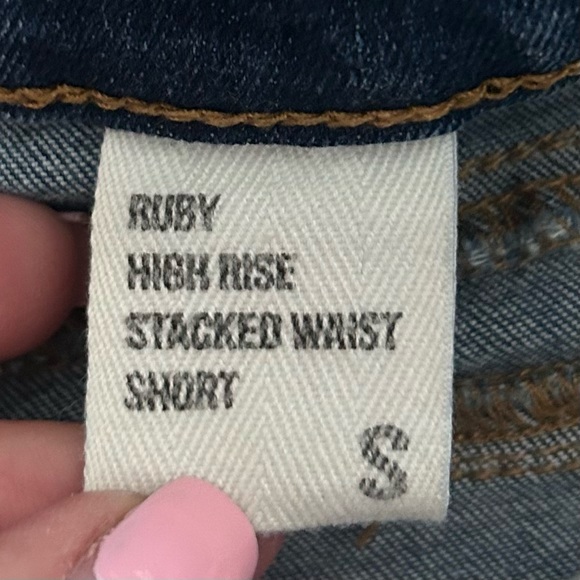 RUBY
HIGH RISE
STACKED WAIST
SHORT
S